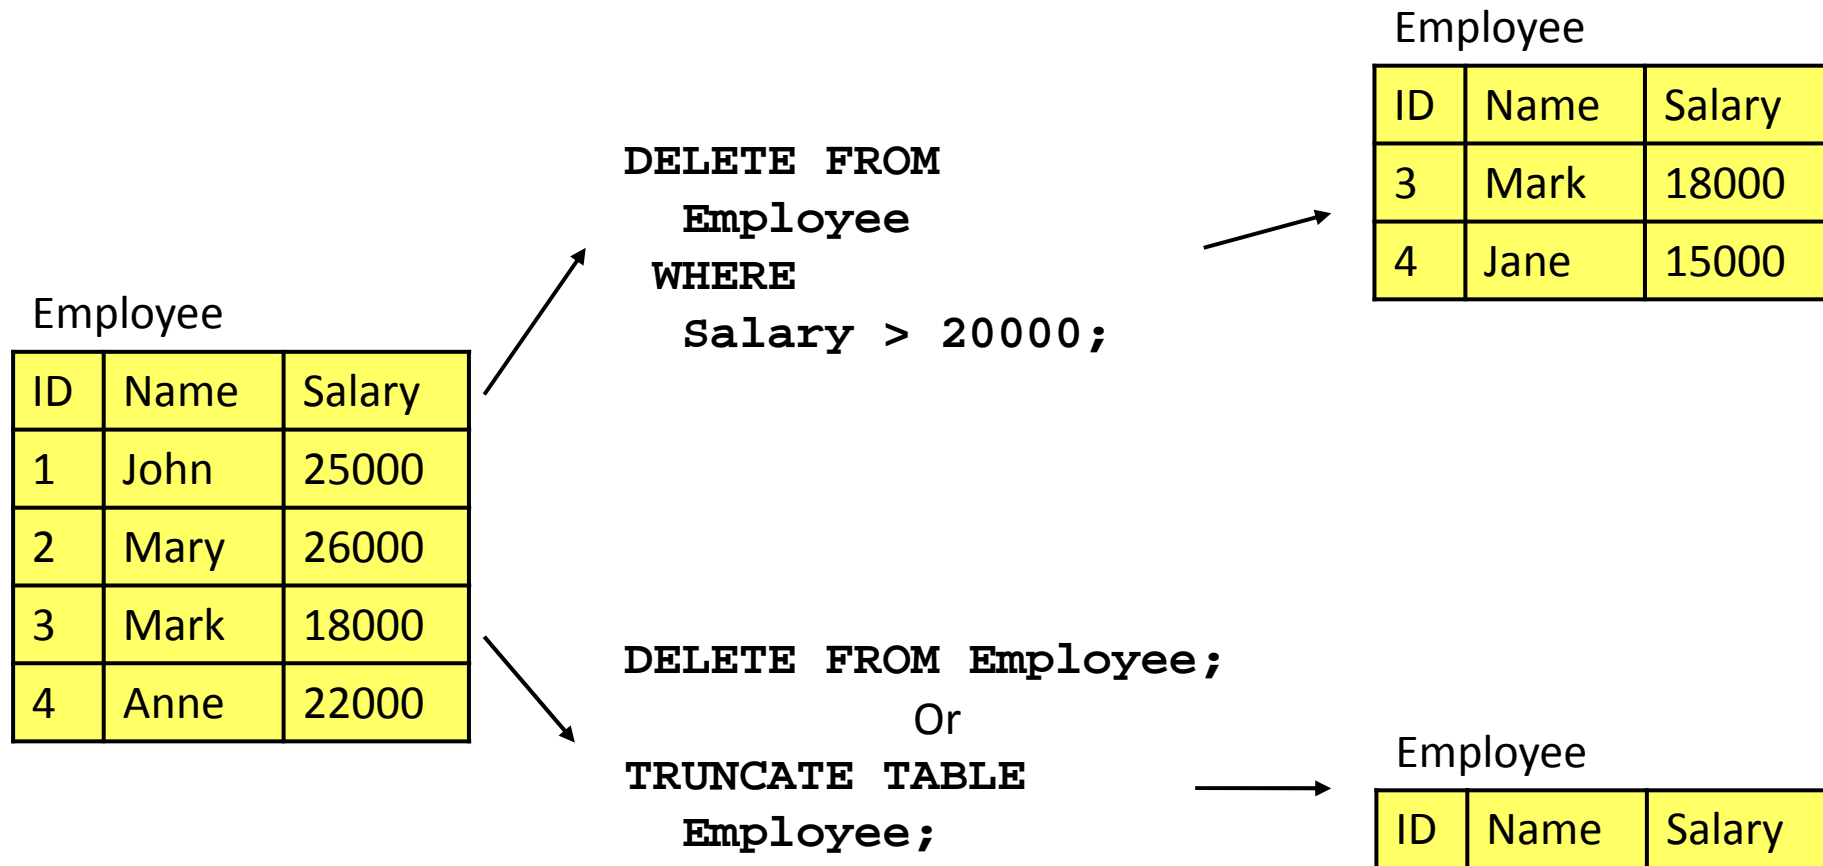 Employee
ID Name Salary
1 John 25000
2 Mary 26000
3 Mark 18000
4 Anne 22000
DELETE FROM
Employee
WHERE
Salary > 20000;
Employee
ID Name Salary
3 Mark 18000
4 Jane 15000
DELETE FROM Employee;
Or
TRUNCATE TABLE
Employee;
Employee
ID Name Salary